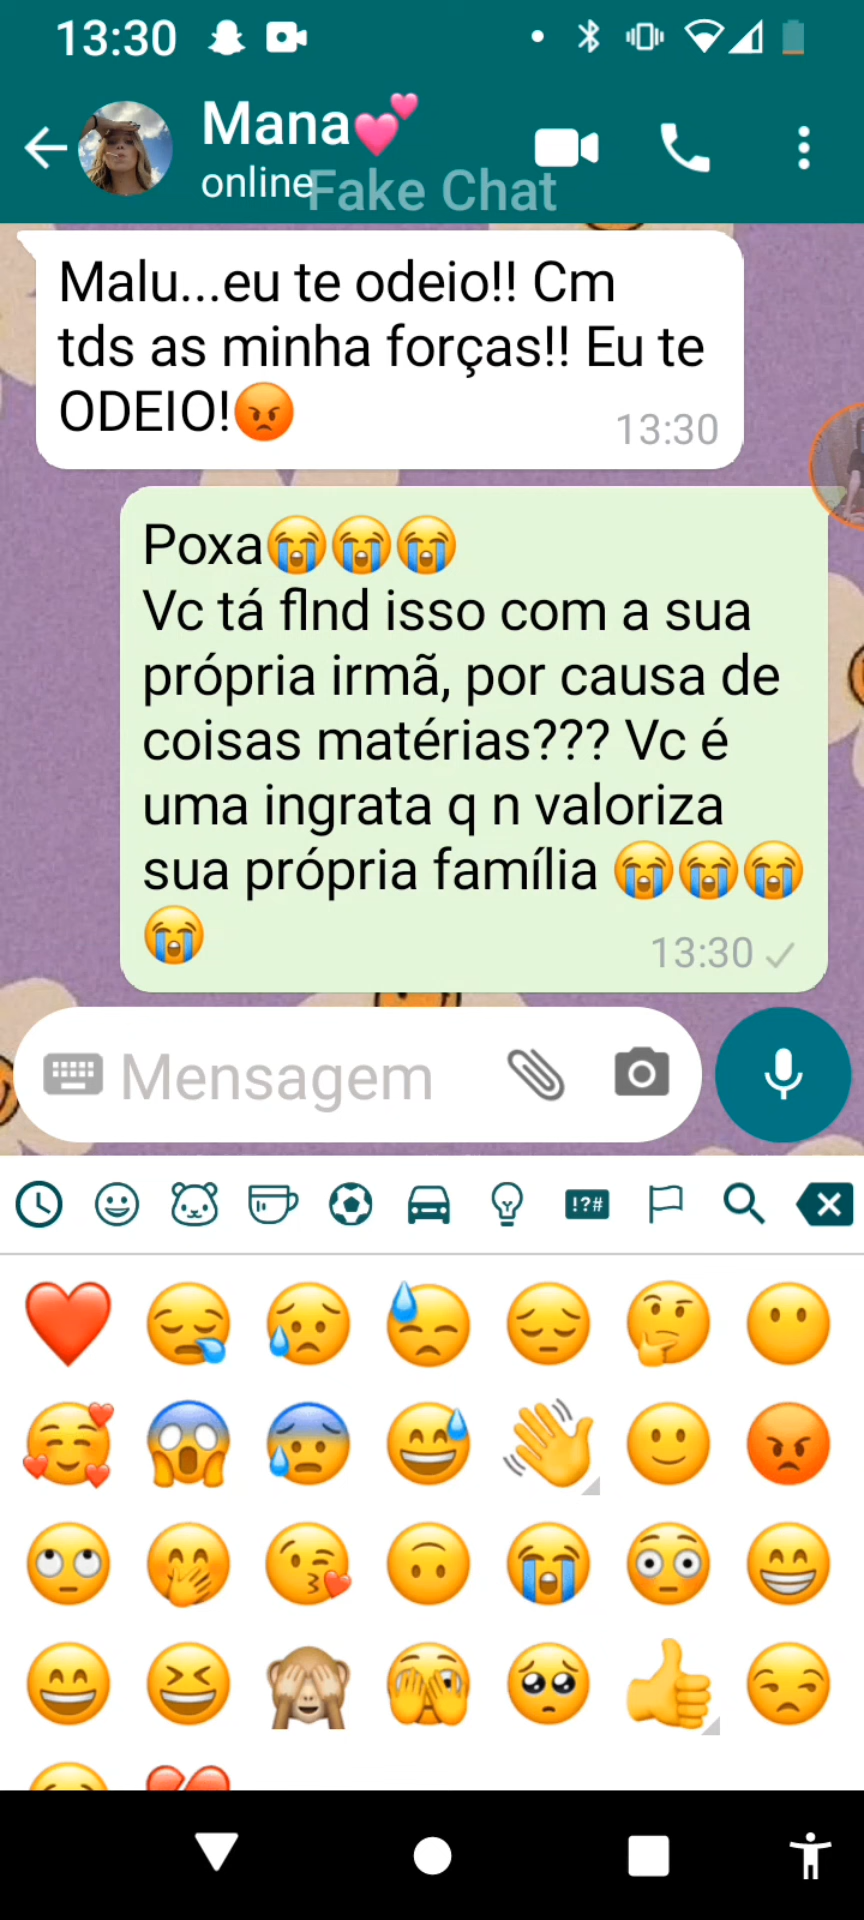 13:30
Mana💕
online
Fake Chat
Malu...eu te odeio!! Cm
tds as minha forças!! Eu te
ODEIO!😡
13:30
Poxa😭😭😭
Vc tá flnd isso com a sua
própria irmã, por causa de
coisas matérias??? Vc é
uma ingrata q n valoriza
sua própria família 😭😭😭
😭
13:30
Mensagem
!?#